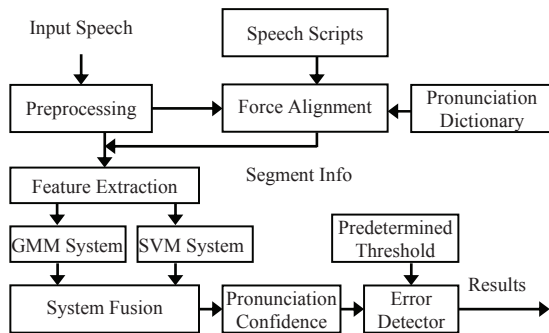 Input Speech
Speech Scripts
Preprocessing
Force Alignment
Pronunciation
Dictionary
Segment Info
Feature Extraction
GMM System
SVM System
Predetermined
Threshold
Results
System Fusion
Pronunciation
Confidence
Error
Detector